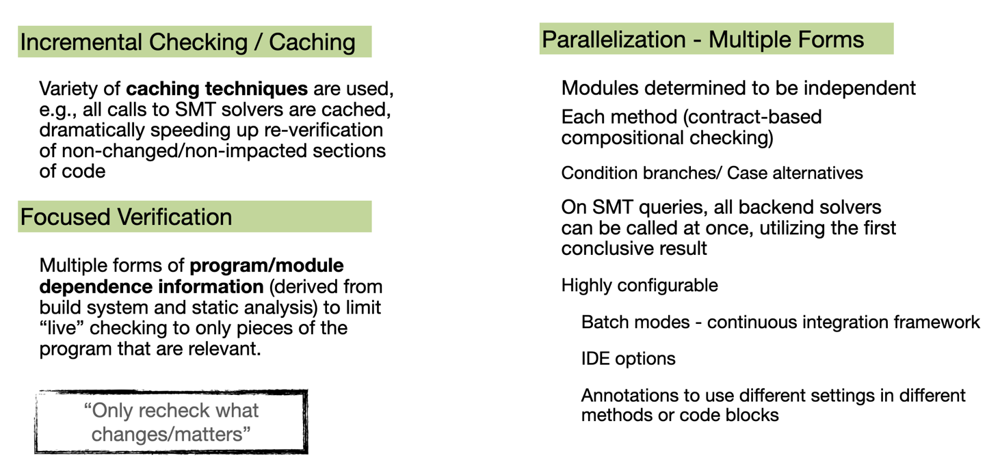 Incremental Checking / Caching
Variety of caching techniques are used,
e.g., all calls to SMT solvers are cached,
dramatically speeding up re-verification
of non-changed/non-impacted sections
of code
Focused Verification
Multiple forms of program/module
dependence information (derived from
build system and static analysis) to limit
“live” checking to only pieces of the
program that are relevant.
“Only recheck what
changes/matters”
Parallelization - Multiple Forms
Modules determined to be independent
Each method (contract-based
compositional checking)
Condition branches/ Case alternatives
On SMT queries, all backend solvers
can be called at once, utilizing the first
conclusive result
Highly configurable
Batch modes - continuous integration framework
IDE options
Annotations to use different settings in different
methods or code blocks